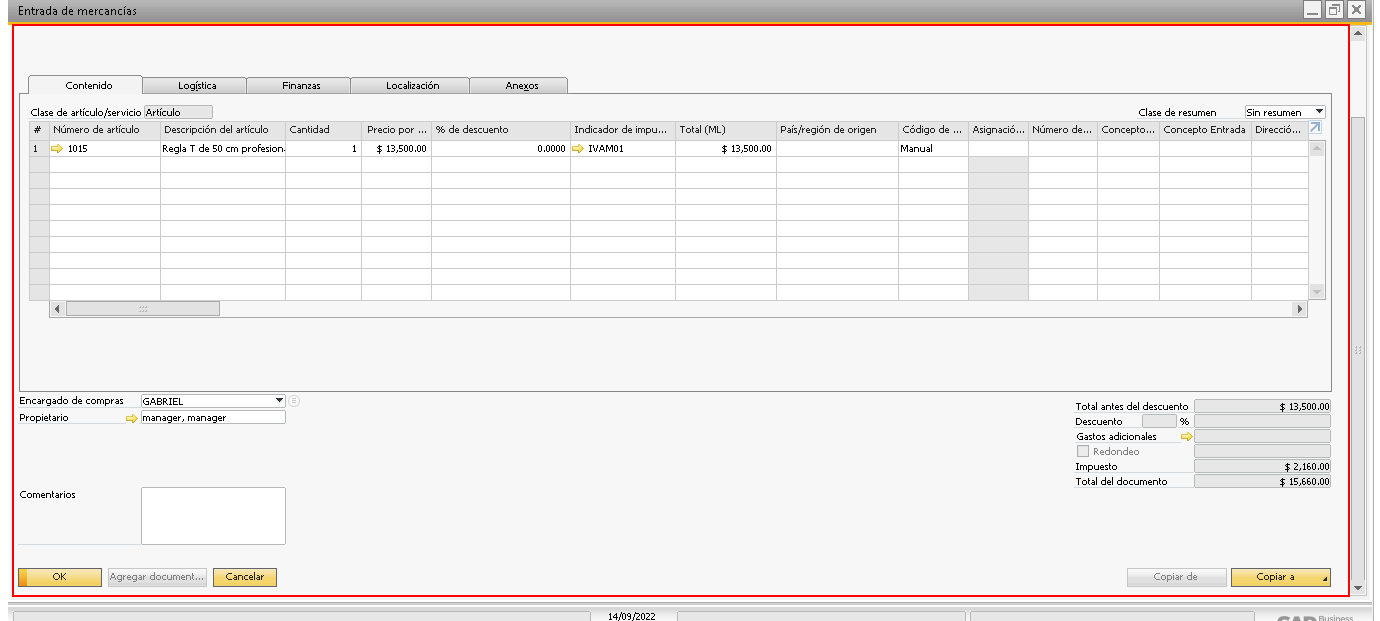 Entrada de mercancías
Contenido Logística Finanzas Localización Anexos
Clase de artículo/servicio Artículo Clase de resumen Sin resumen
# Número de artículo Descripción del artículo Cantidad Precio por ... % de descuento Indicador de impu... Total (ML) País/región de origen Código de ... Asignació... Número de... Concepto... Concepto Entrada Direcció...
1 1015 Regla T de 50 cm profesion 1 $ 13,500.00 0.0000 IVAM01 $ 13,500.00 Manual
Encargado de compras GABRIEL
Propietario manager, manager
Total antes del descuento $ 13,500.00
Descuento %
Gastos adicionales
Redondeo
Impuesto $ 2,160.00
Total del documento $ 15,660.00
Comentarios
OK Agregar document... Cancelar Copiar de Copiar a
14/09/2022
SAP Business